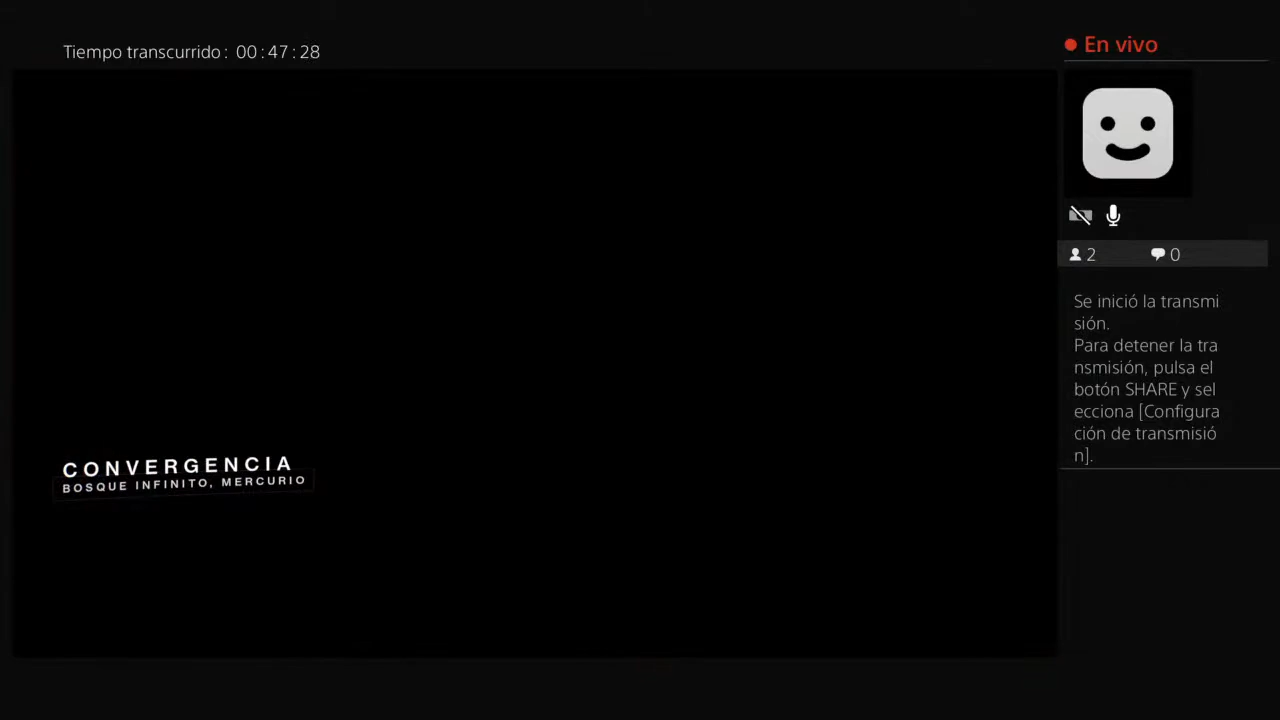 Tiempo transcurrido: 00:47:28
En vivo
2 0
Se inició la transmi
sión.
Para detener la tra
nsmisión, pulsa el
botón SHARE y sel
ecciona [Configura
ción de transmisió
n].
CONVERGENCIA
BOSQUE INFINITO, MERCURIO